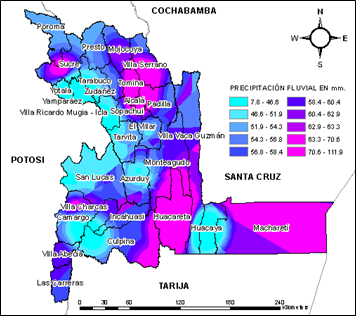 COCHABAMBA
N
W
E
S
Poroma
Presto
Mojocoya
Sucre
Villa Serrano
Tarabuco
Tomina
Yotala
Zudañez
Yamparáez
Alcalá
Padilla
Villa Ricardo Mugia - Icla
Sopachui
El Villar
Tarvita
Villa Vaca Guzmán
PRECIPITACIÓN FLUVIAL EN mm.
7.8 - 46.6
58.4 - 60.4
46.6 - 51.9
60.4 - 62.9
51.9 - 54.3
62.9 - 63.3
54.3 - 56.8
63.3 - 70.6
56.8 - 58.4
70.6 - 111.9
POTOSI
Monteagudo
San Lucas
Azurduy
SANTA CRUZ
Villa Charcas
Camargo
Incahuasi
Huacareta
Huacaya
Machareti
Culpina
Villa Abecia
Las carreras
TARIJA
0
30
60
120
180
240
Kilometers